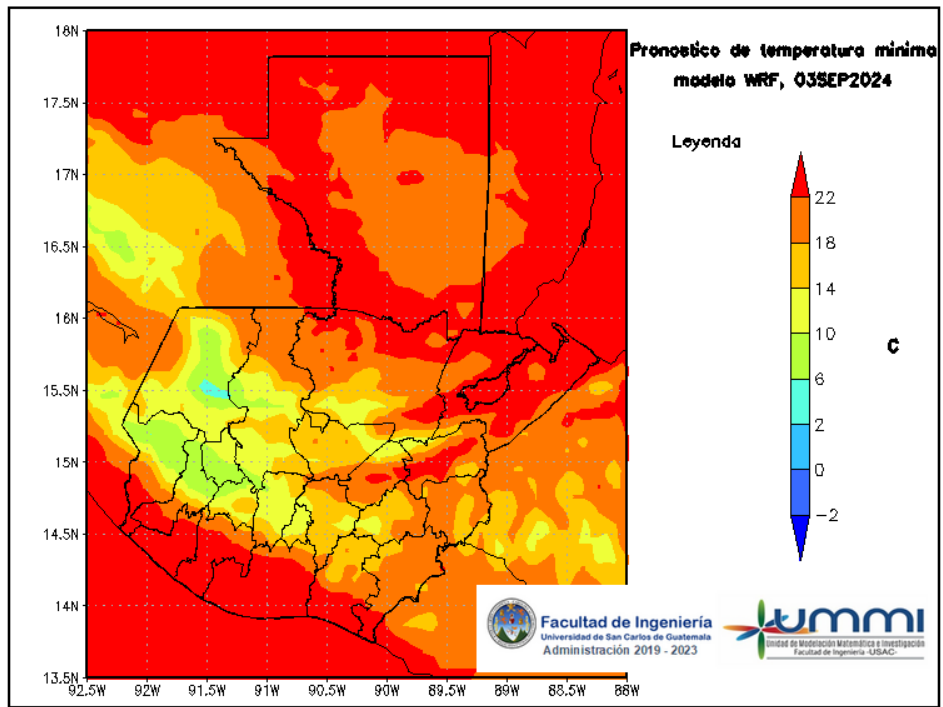 Pronostico de temperatura minima
modelo WRF, 03SEP2024
Leyenda
22
18
14
10
6
2
0
−2
C
18N
17.5N
17N
16.5N
16N
15.5N
15N
14.5N
14N
13.5N
92.5W
92W
91.5W
91W
90.5W
90W
89.5W
89W
88.5W
88W
Facultad de Ingeniería
Universidad de San Carlos de Guatemala
Administración 2019 - 2023
ummi
Unidad de Modelación Matemática e Investigación
Facultad de Ingeniería -USAC-